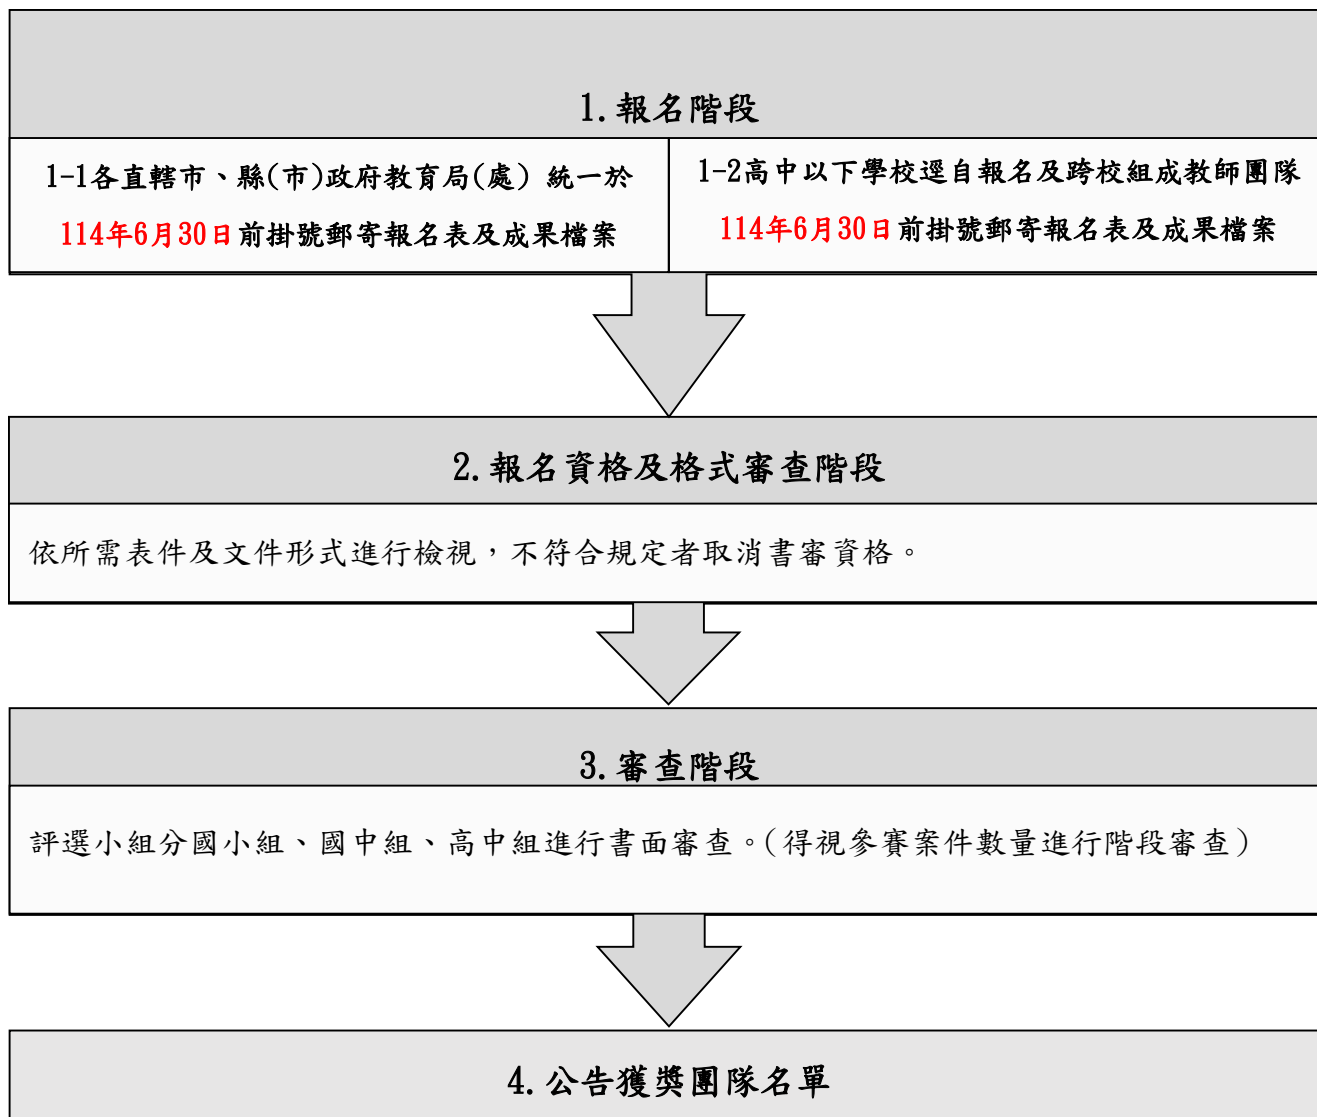 1.報名階段
1-1各直轄市、縣(市)政府教育局(處) 統一於
114年6月30日前掛號郵寄報名表及成果檔案
1-2高中以下學校逕自報名及跨校組成教師團隊
114年6月30日前掛號郵寄報名表及成果檔案
2.報名資格及格式審查階段
依所需表件及文件形式進行檢視，不符合規定者取消書審資格。
3.審查階段
評選小組分國小組、國中組、高中組進行書面審查。(得視參賽案件數量進行階段審查)
4.公告獲獎團隊名單